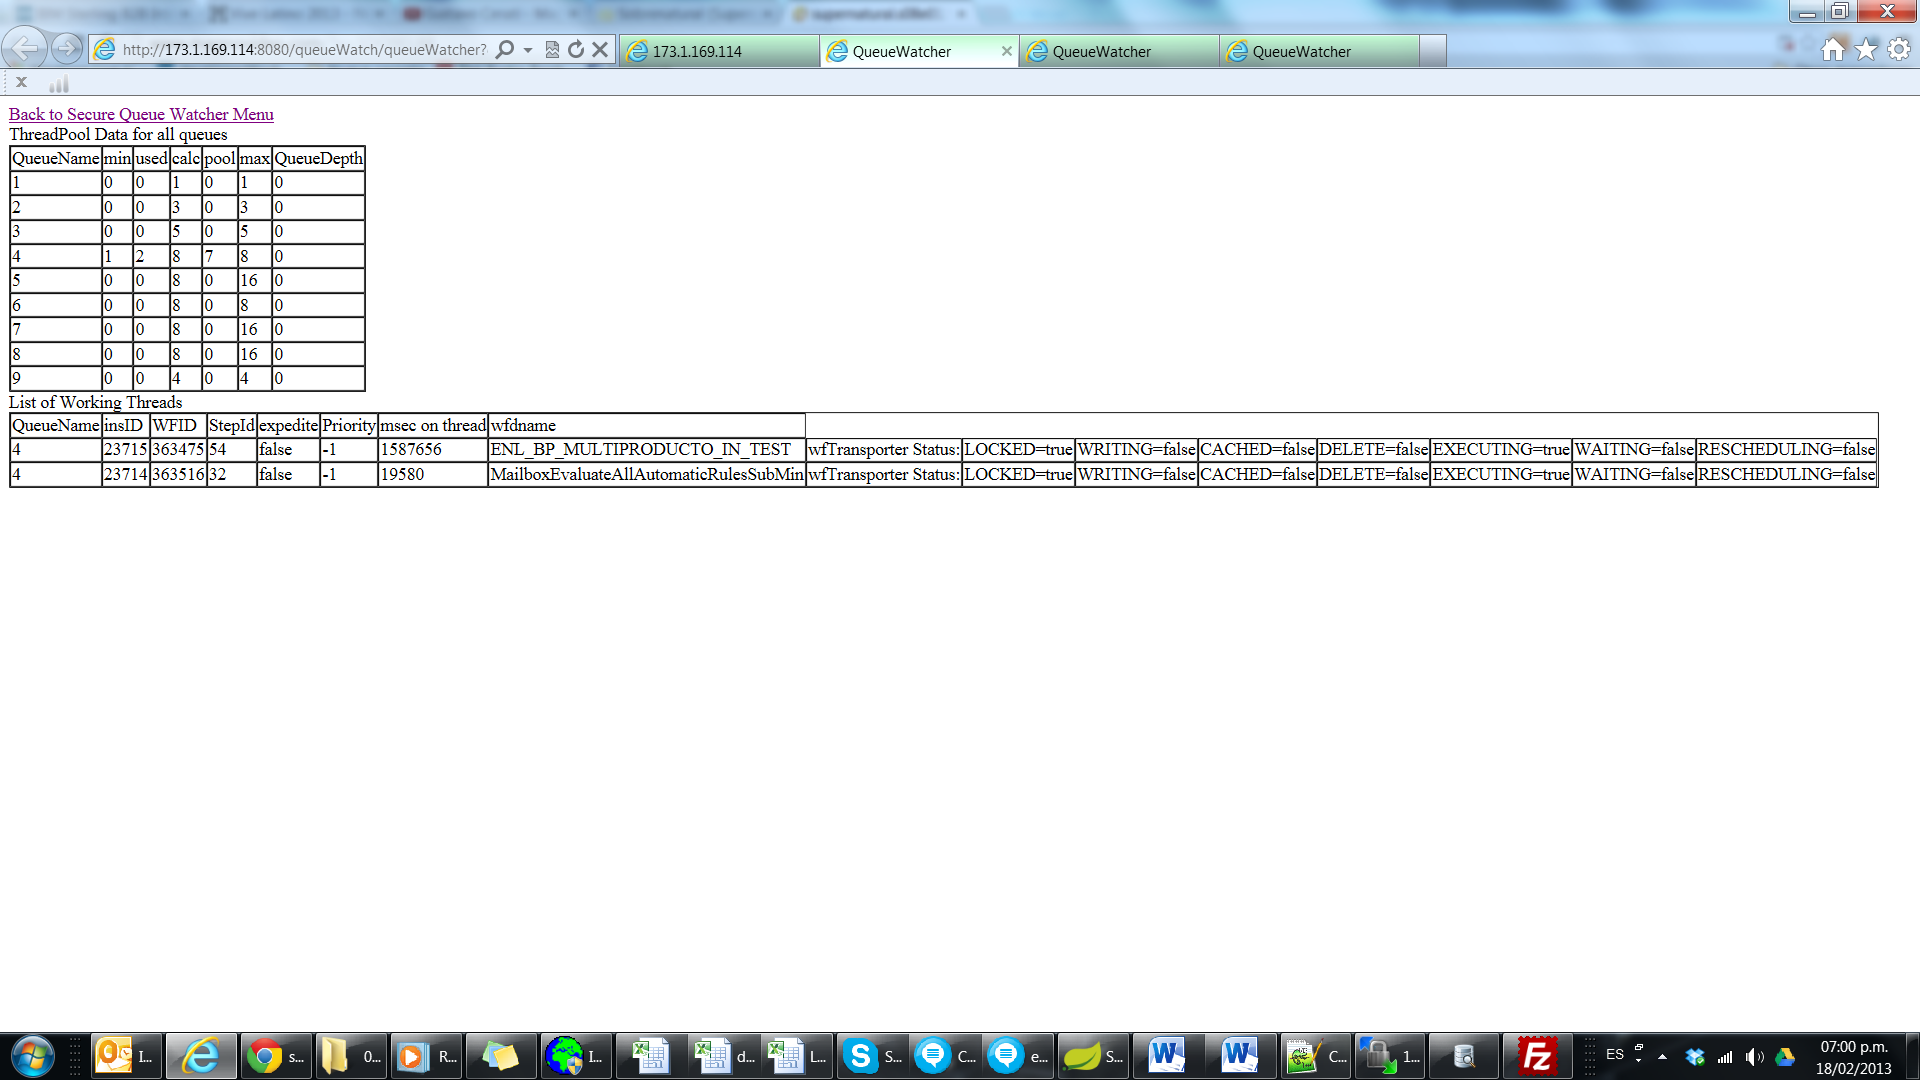 http://173.1.169.114:8080/queueWatch/queueWatcher?
173.1.169.114
QueueWatcher
QueueWatcher
QueueWatcher
Back to Secure Queue Watcher Menu
ThreadPool Data for all queues
QueueName min used calc pool max QueueDepth
1 0 0 1 0 1 0
2 0 0 3 0 3 0
3 0 0 5 0 5 0
4 1 2 8 7 8 0
5 0 0 8 0 16 0
6 0 0 8 0 8 0
7 0 0 8 0 16 0
8 0 0 8 0 16 0
9 0 0 4 0 4 0
List of Working Threads
QueueName insID WFID StepId expedite Priority msec on thread wfdname
4 23715 363475 54 false -1 1587656 ENL_BP_MULTIPRODUCTO_IN_TEST wfTransporter Status: LOCKED=true WRITING=false CACHED=false DELETE=false EXECUTING=true WAITING=false RESCHEDULING=false
4 23714 363516 32 false -1 19580 MailboxEvaluateAllAutomaticRulesSubMin wfTransporter Status: LOCKED=true WRITING=false CACHED=false DELETE=false EXECUTING=true WAITING=false RESCHEDULING=false
I... s... 0... R... I... d... L... S... C... e... S... C... 1...
ES
07:00 p.m.
18/02/2013